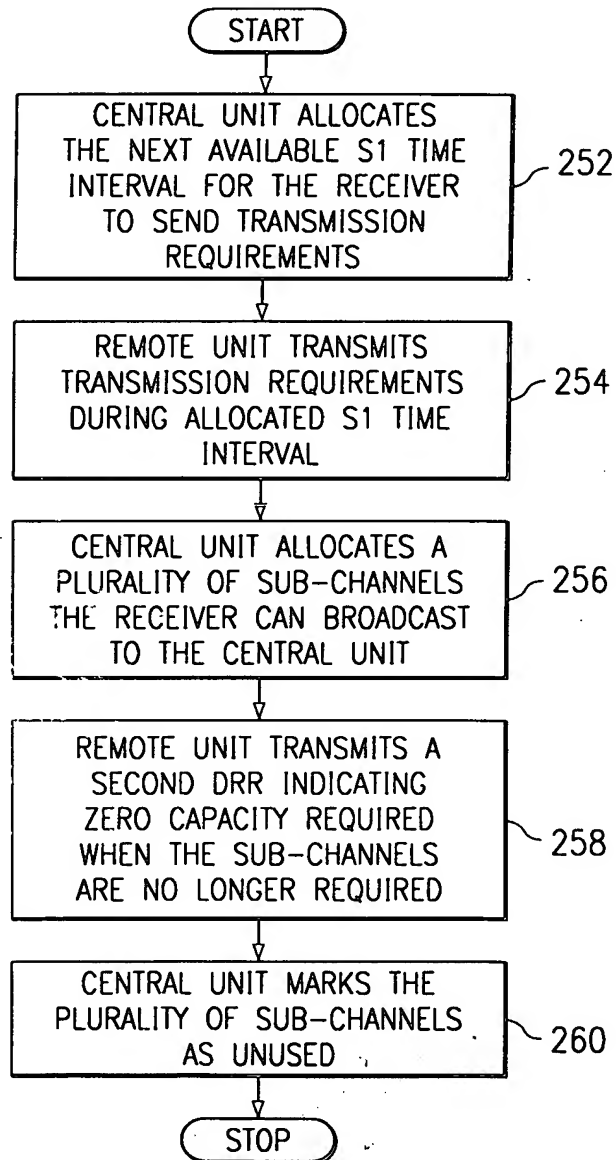 START
CENTRAL UNIT ALLOCATES
THE NEXT AVAILABLE S1 TIME
INTERVAL FOR THE RECEIVER
TO SEND TRANSMISSION
REQUIREMENTS
252
REMOTE UNIT TRANSMITS
TRANSMISSION REQUIREMENTS
DURING ALLOCATED S1 TIME
INTERVAL
254
CENTRAL UNIT ALLOCATES A
PLURALITY OF SUB-CHANNELS
THE RECEIVER CAN BROADCAST
TO THE CENTRAL UNIT
256
REMOTE UNIT TRANSMITS A
SECOND DRR INDICATING
ZERO CAPACITY REQUIRED
WHEN THE SUB-CHANNELS
ARE NO LONGER REQUIRED
258
CENTRAL UNIT MARKS THE
PLURALITY OF SUB-CHANNELS
AS UNUSED
260
STOP